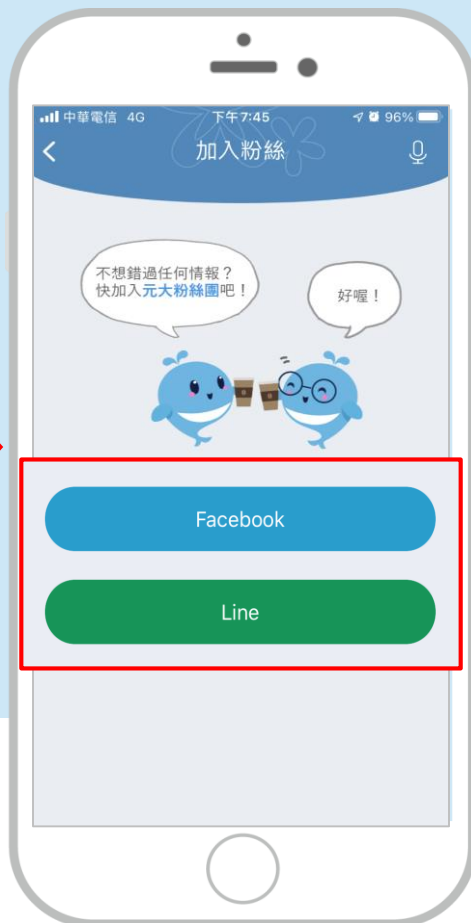 中華電信 4G 下午7:45 96%
加入粉絲
不想錯過任何情報？
快加入元大粉絲團吧！
好喔！
Facebook
Line